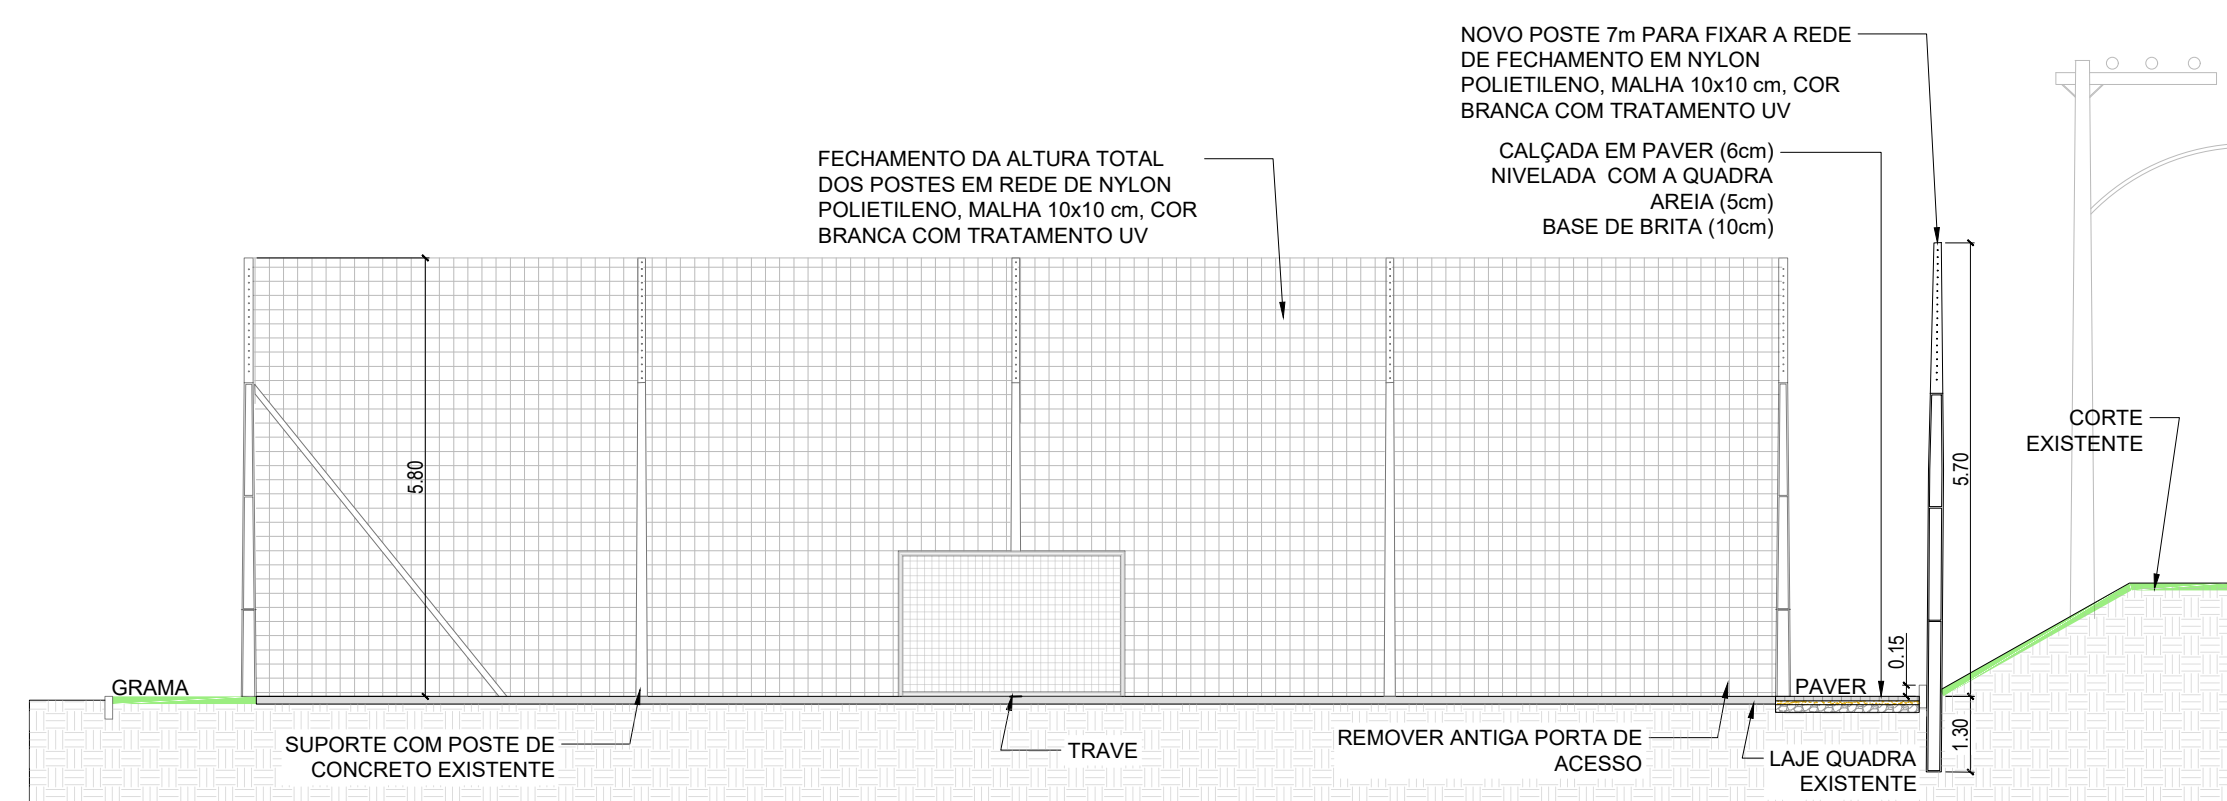 NOVO POSTE 7m PARA FIXAR A REDE
DE FECHAMENTO EM NYLON
POLIETILENO, MALHA 10x10 cm, COR
BRANCA COM TRATAMENTO UV
CALÇADA EM PAVER (6cm)
NIVELADA COM A QUADRA
AREIA (5cm)
BASE DE BRITA (10cm)
FECHAMENTO DA ALTURA TOTAL
DOS POSTES EM REDE DE NYLON
POLIETILENO, MALHA 10x10 cm, COR
BRANCA COM TRATAMENTO UV
CORTE
EXISTENTE
5.80
5.70
0.15
GRAMA
PAVER
1.30
SUPORTE COM POSTE DE
CONCRETO EXISTENTE
TRAVE
REMOVER ANTIGA PORTA DE
ACESSO
LAJE QUADRA
EXISTENTE